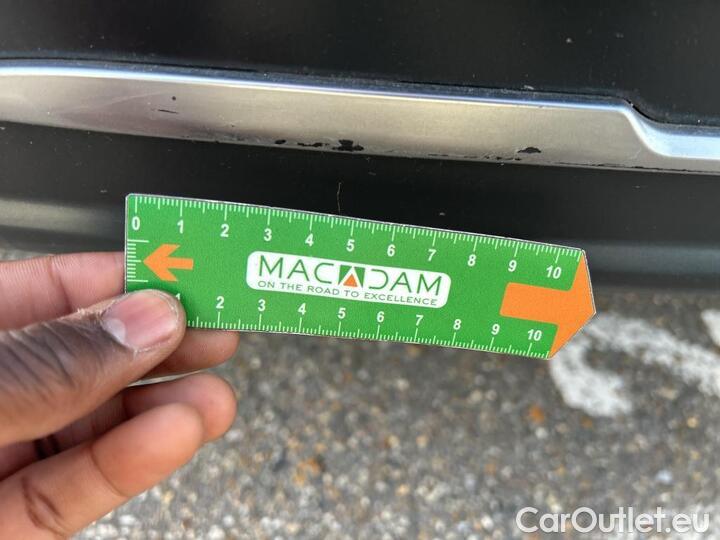 0 1 2 3 4 5 6 7 8 9 10
MACADAM
ON THE ROAD TO EXCELLENCE
1 2 3 4 5 6 7 8 9 10
CarOutlet.eu